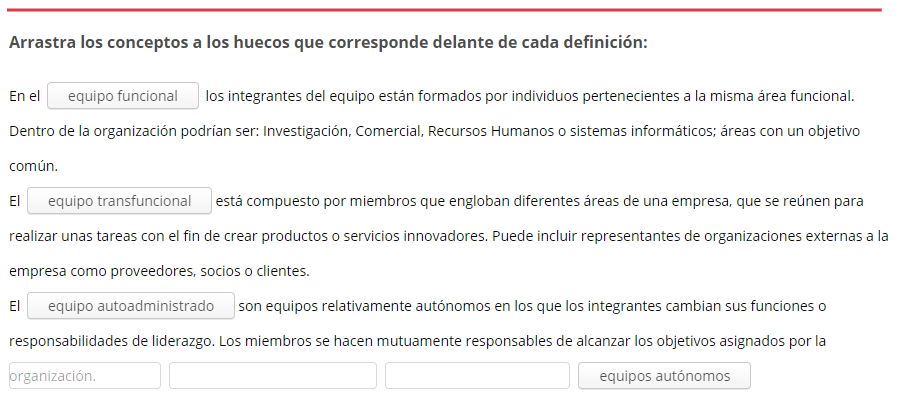 Arrastra los conceptos a los huecos que corresponde delante de cada definición:
En el equipo funcional los integrantes del equipo están formados por individuos pertenecientes a la misma área funcional.
Dentro de la organización podrían ser: Investigación, Comercial, Recursos Humanos o sistemas informáticos; áreas con un objetivo
común.
El equipo transfuncional está compuesto por miembros que engloban diferentes áreas de una empresa, que se reúnen para
realizar unas tareas con el fin de crear productos o servicios innovadores. Puede incluir representantes de organizaciones externas a la
empresa como proveedores, socios o clientes.
El equipo autoadministrado son equipos relativamente autónomos en los que los integrantes cambian sus funciones o
responsabilidades de liderazgo. Los miembros se hacen mutuamente responsables de alcanzar los objetivos asignados por la
organización. equipos autónomos